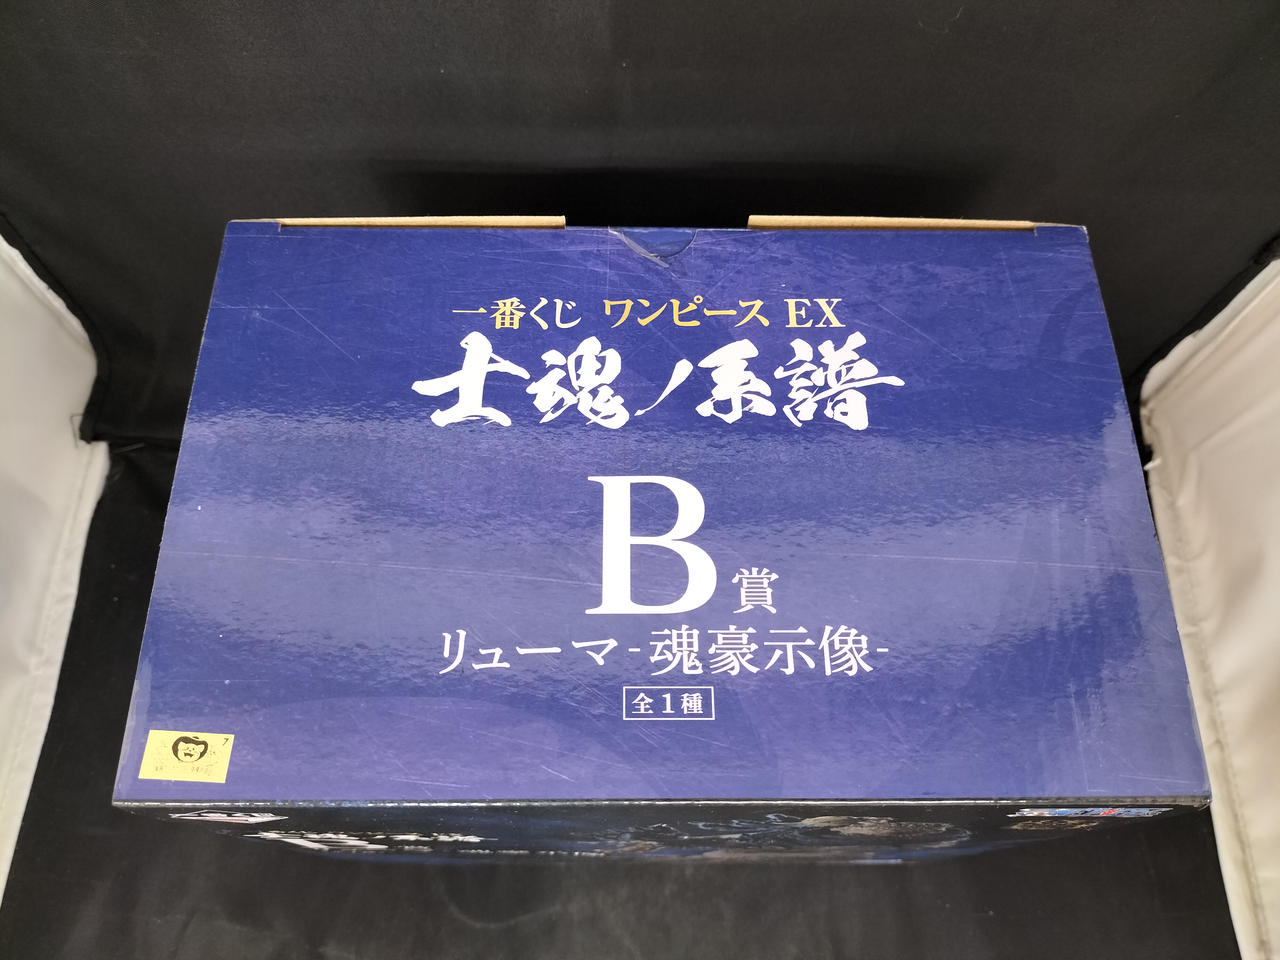 一番くじ ワンピース EX
士魂ノ系譜
B賞
リューマ-魂豪示像-
全1種